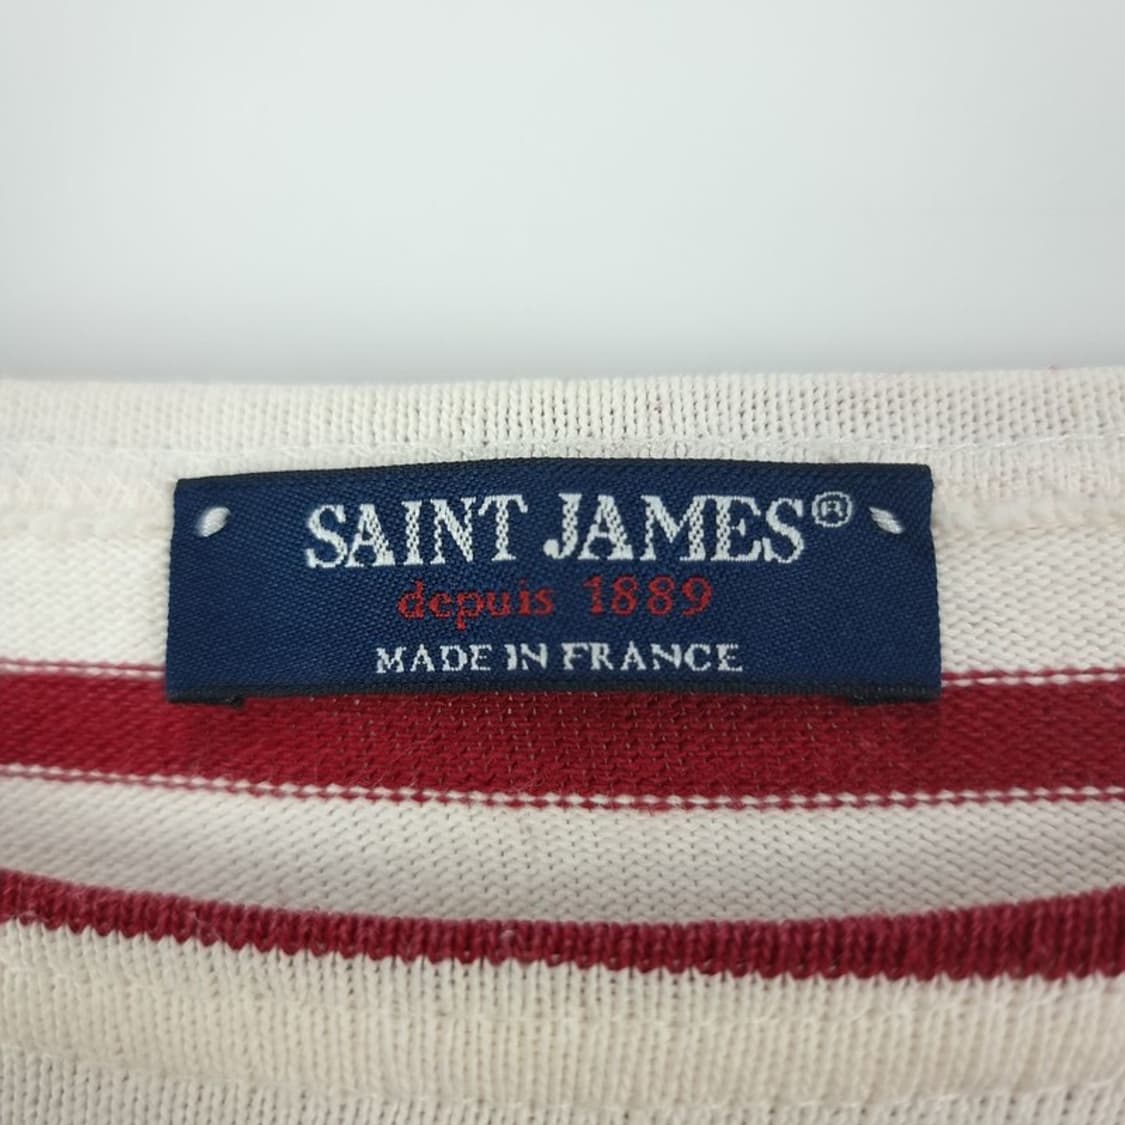 SAINT JAMES®
depuis 1889
MADE IN FRANCE